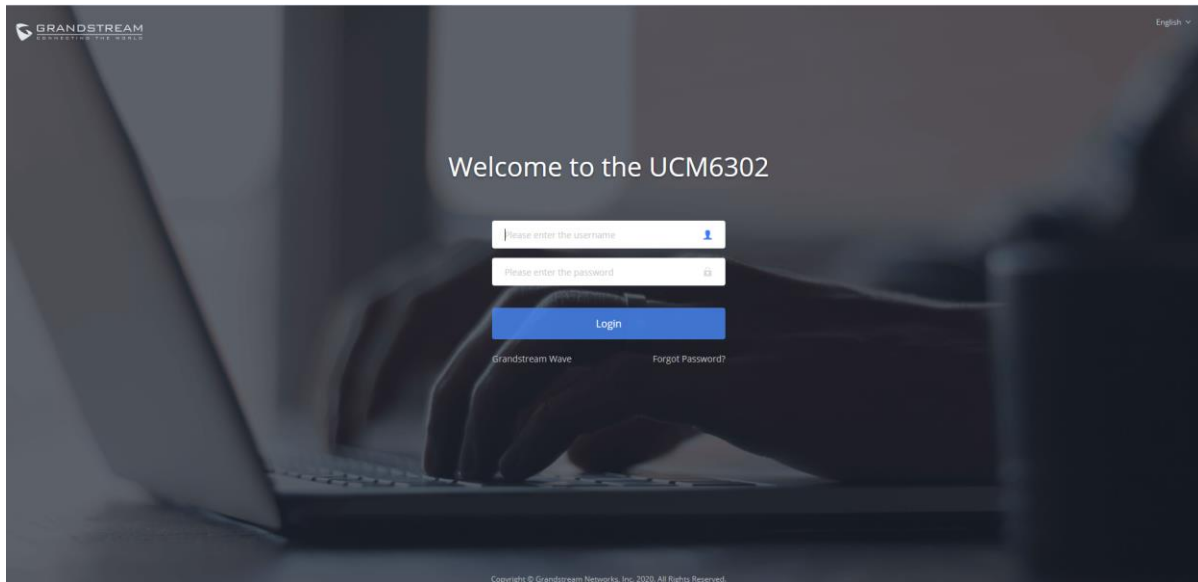 GRANDSTREAM
CONNECTING THE WORLD
English
Welcome to the UCM6302
Please enter the username
Please enter the password
Login
Grandstream Wave Forgot Password?
Copyright © Grandstream Networks, Inc. 2020. All Rights Reserved.